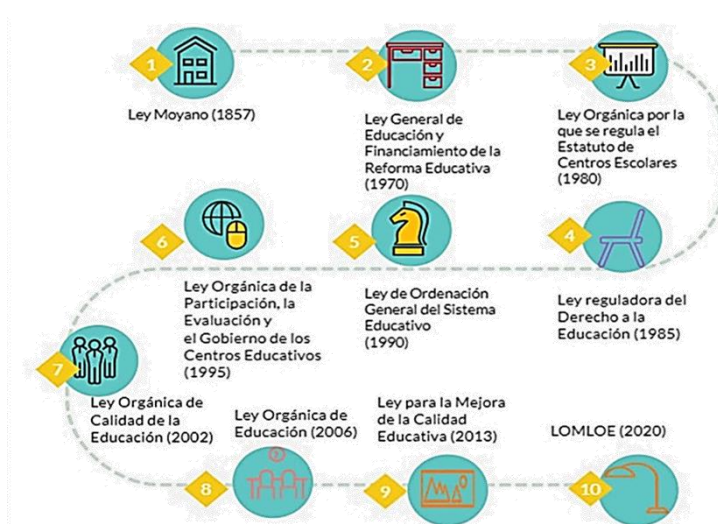 1
Ley Moyano (1857)
2
Ley General de
Educación y
Financiamiento de la
Reforma Educativa
(1970)
3
Ley Orgánica por la
que se regula el
Estatuto de
Centros Escolares
(1980)
4
Ley reguladora del
Derecho a la
Educación (1985)
5
Ley de Ordenación
General del Sistema
Educativo
(1990)
6
Ley Orgánica de la
Participación, la
Evaluación y
el Gobierno de los
Centros Educativos
(1995)
7
Ley Orgánica de
Calidad de la
Educación (2002)
8
Ley Orgánica de
Educación (2006)
9
Ley para la Mejora
de la Calidad
Educativa (2013)
10
LOMLOE (2020)